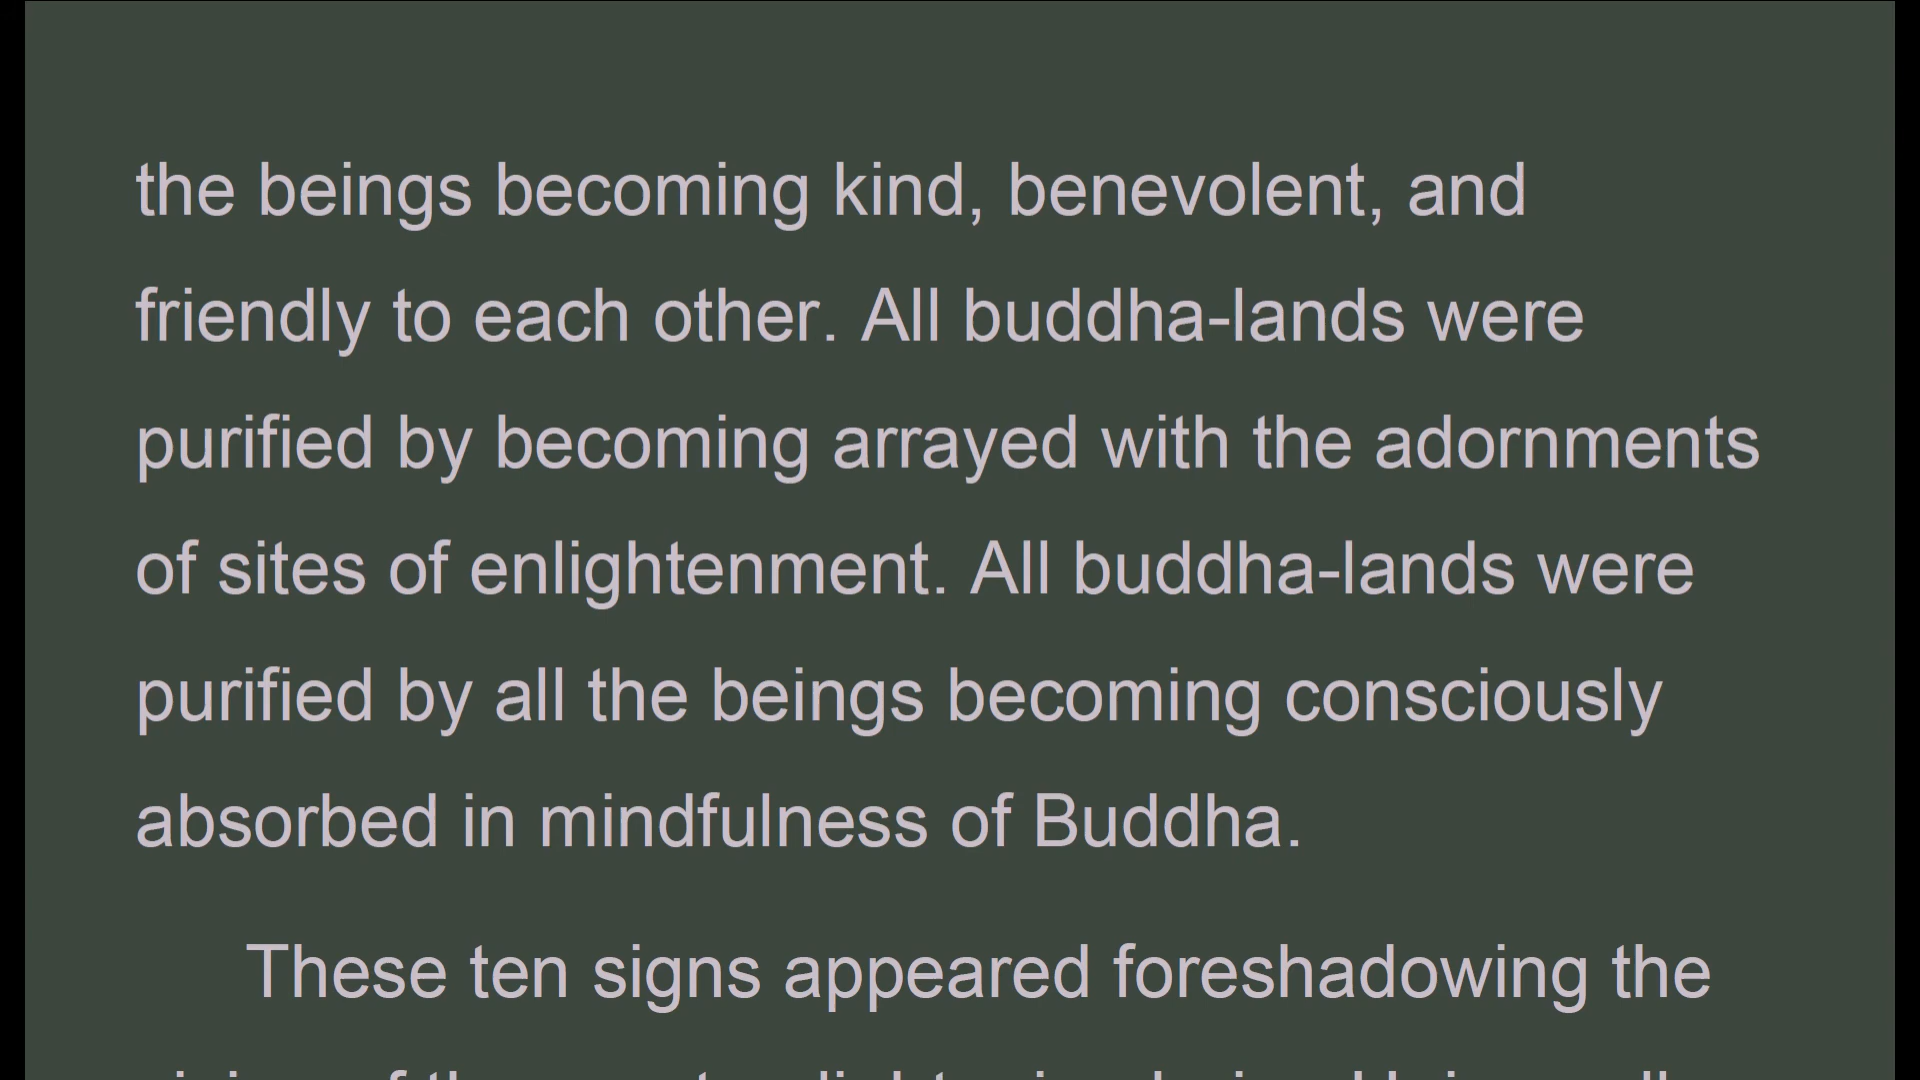 the beings becoming kind, benevolent, and
friendly to each other. All buddha-lands were
purified by becoming arrayed with the adornments
of sites of enlightenment. All buddha-lands were
purified by all the beings becoming consciously
absorbed in mindfulness of Buddha.
These ten signs appeared foreshadowing the